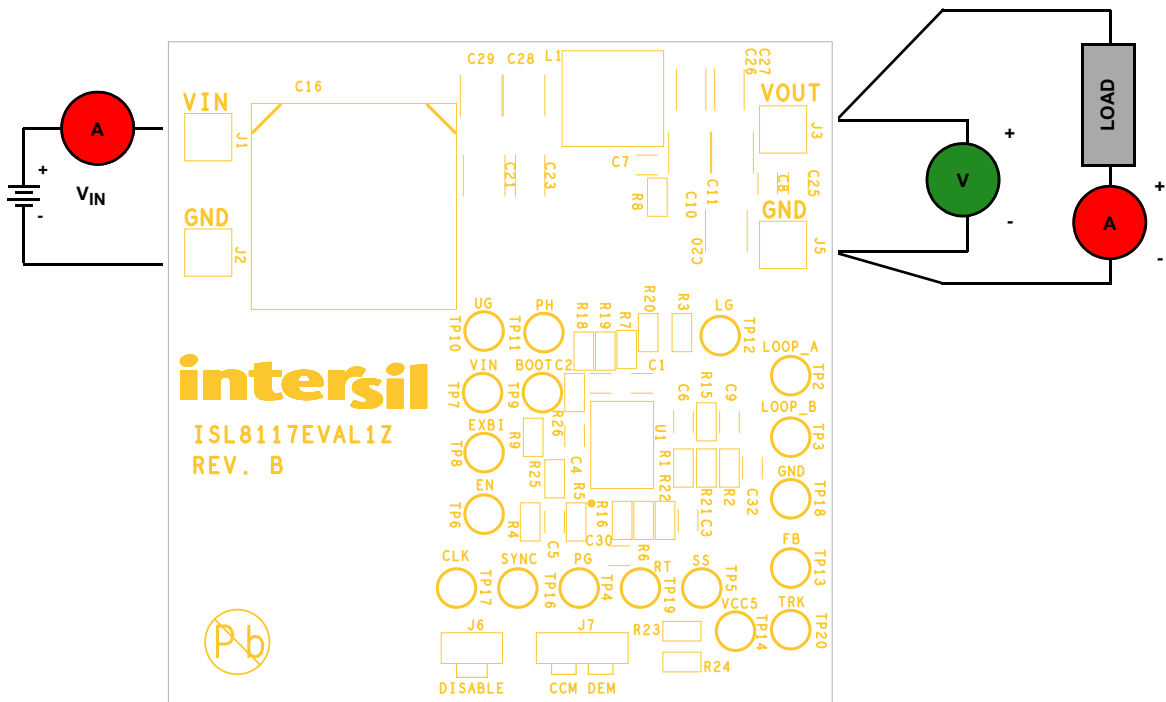 C29 C28 L1
C26
C27
C16
VIN
VOUT
J1
J3
LOAD
A
+
V
IN
-
C7
C21
C23
R8
C10
C11
C8
C25
+
V
-
+
A
-
GND
GND
J2
C20
J5
UG PH
TP10
TP11
R18
R19
R7
R20
R3
LG
TP12
LOOP_A
TP2
intersil
ISL8117EVAL1Z
REV. B
VIN BOOT C2
TP7
TP9
C1
LOOP_B
TP3
EXBI
TP8
R9
R26
C4
R25
U1
C6
R15
C9
R1
R22
R21
R2
C32
GND
TP18
EN
TP6
R4
C5
R5
R16
C30
R6
C3
FB
TP13
CLK SYNC PG RT SS
TP17
TP16
TP4
TP19
TP5
VCC5
TP14
TRK
TP20
Pb
J6 J7
R23
R24
DISABLE CCM DEM